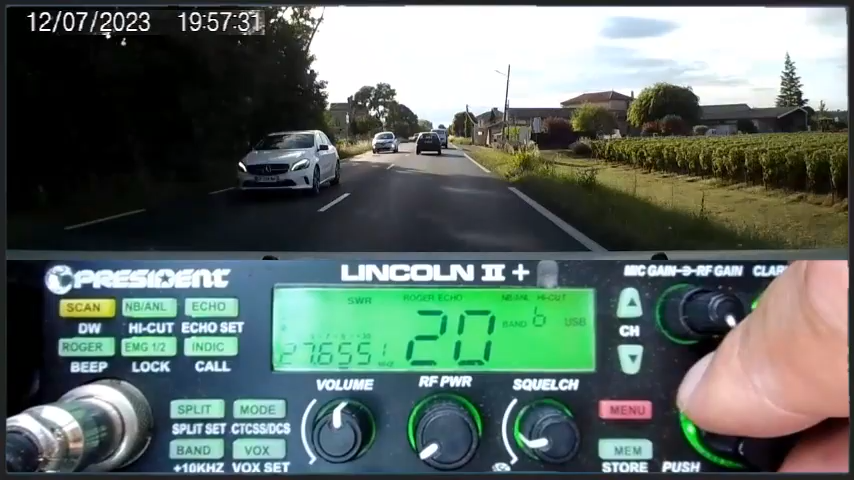 12/07/2023 19:57:31
PRESIDENT LINCOLN II + MIC GAIN RF GAIN CLARI
SCAN NB/ANL ECHO
DW HI-CUT ECHO SET
ROGER EMG 1/2 INDIC
BEEP LOCK CALL
SWR ROGER ECHO NB/ANL HI-CUT
27.6551 20 BAND b USB
CH
VOLUME RF PWR SQUELCH
SPLIT MODE MENU
SPLIT SET CTCSS/DCS
BAND VOX MEM
+10KHZ VOX SET STORE PUSH